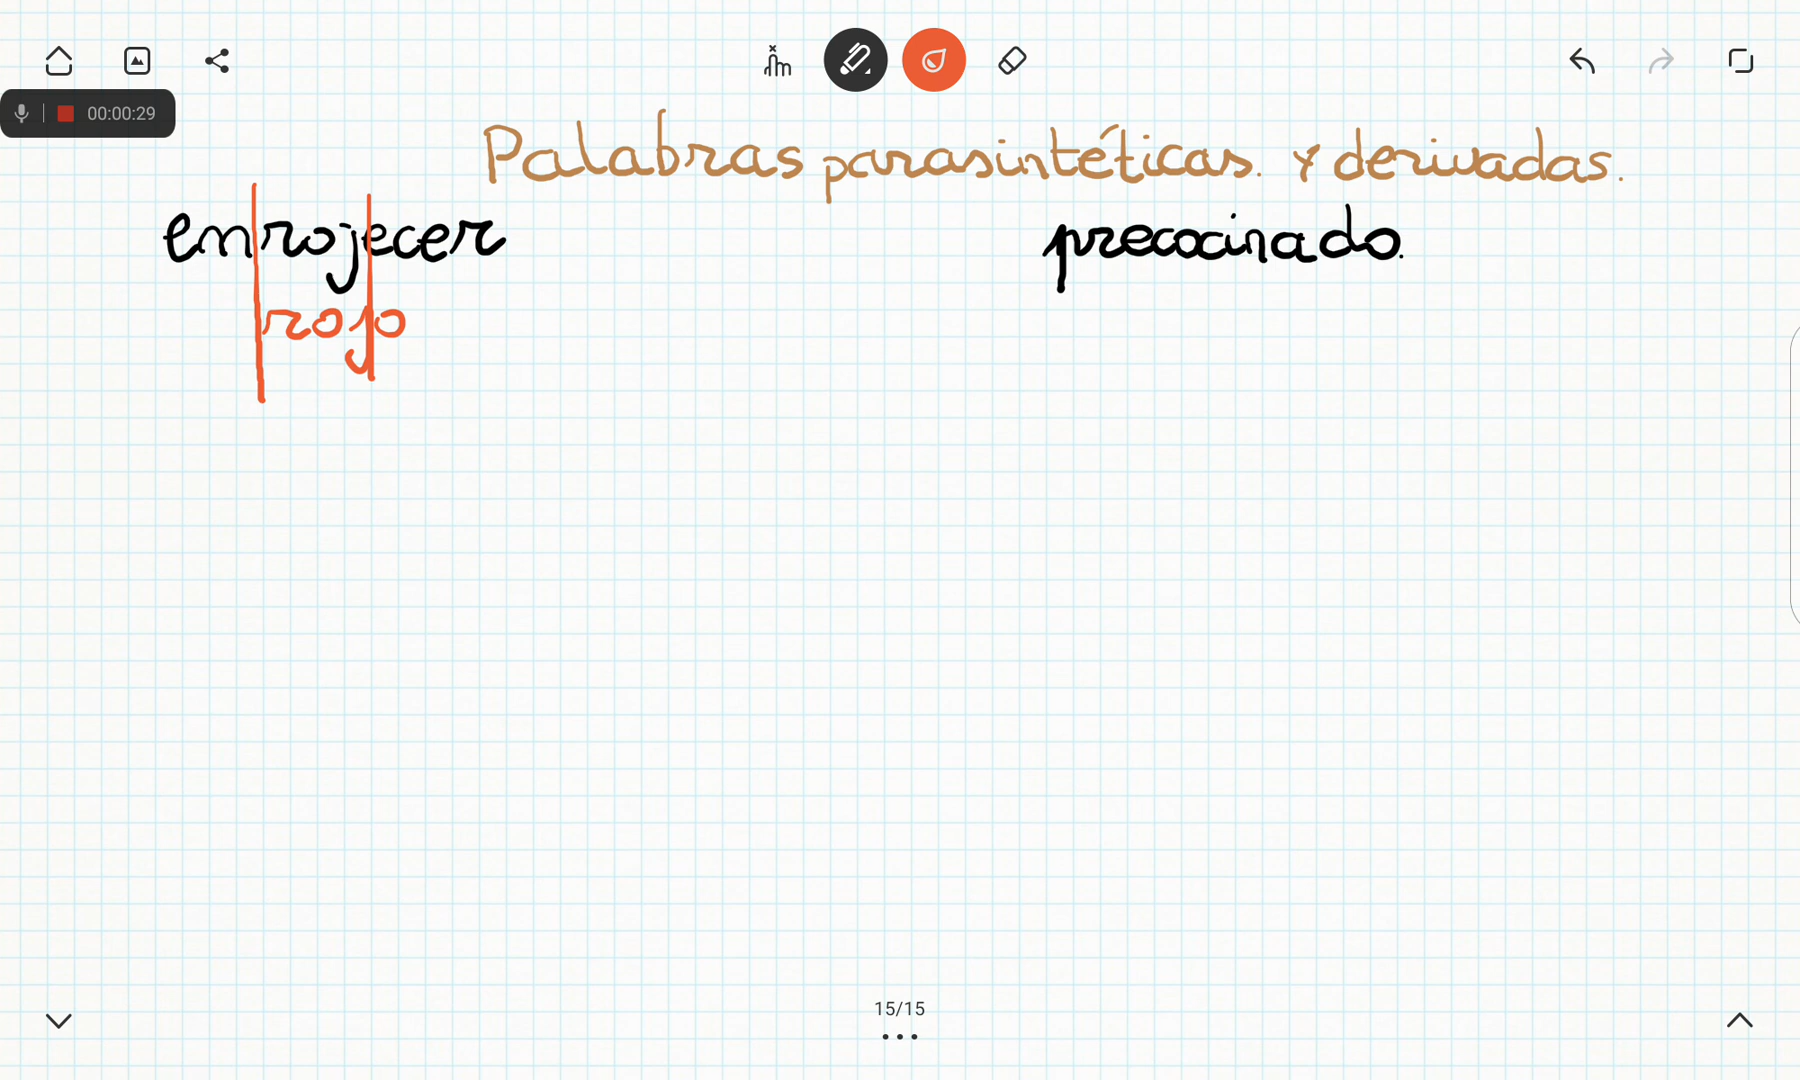 00:00:29
Palabras parasintéticas. y derivadas.
enrojecer precocinado.
rojo
15/15